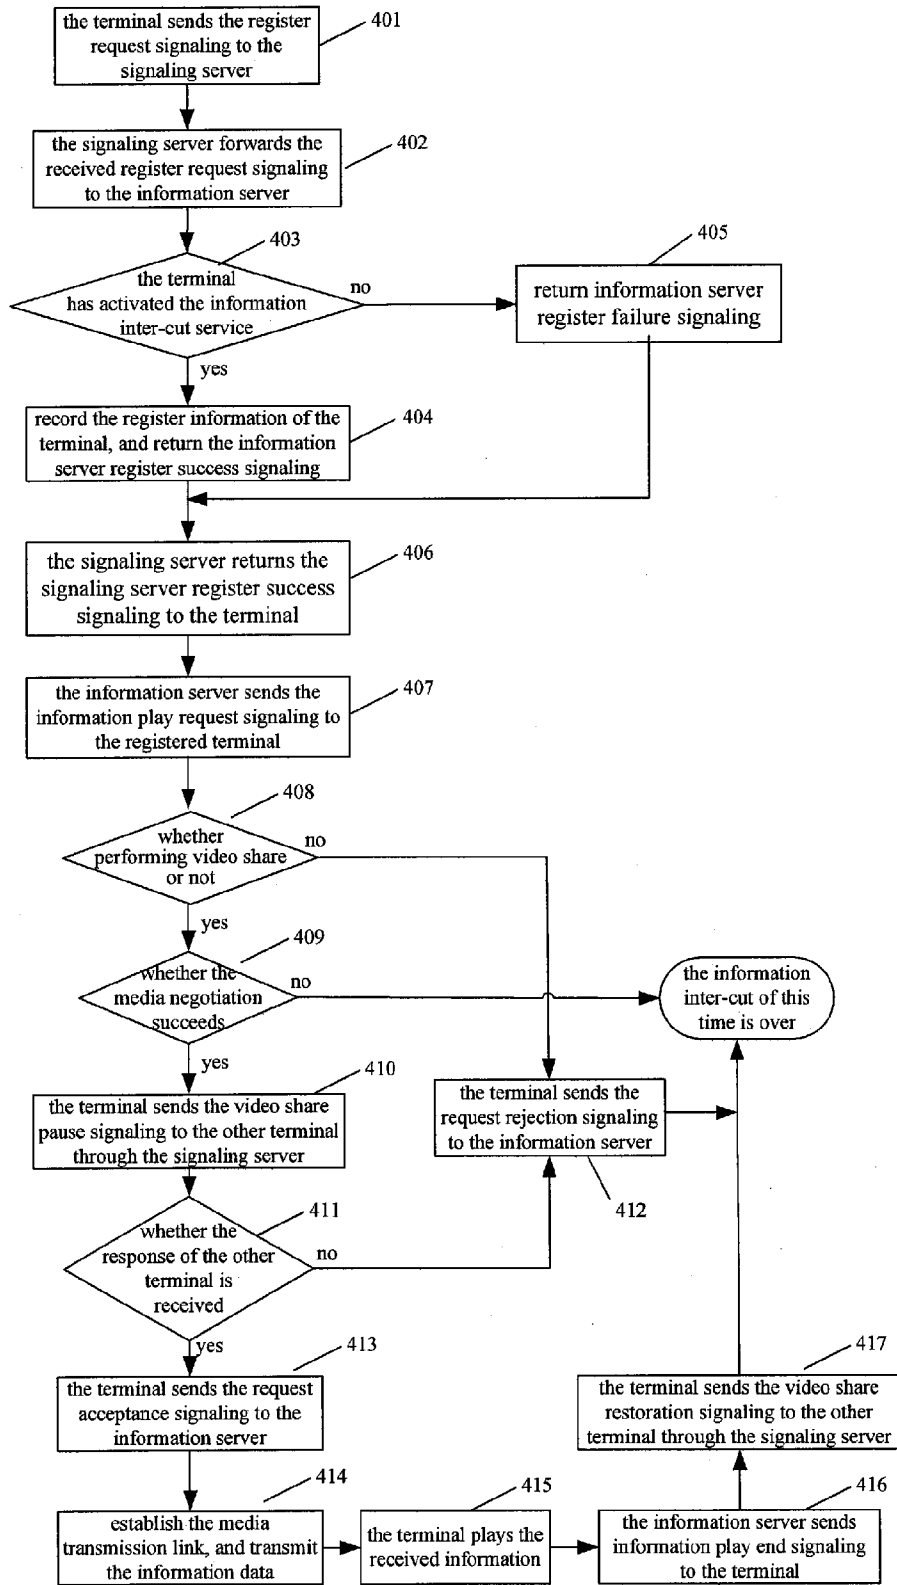 the terminal sends the register
request signaling to the
signaling server
401
the signaling server forwards the
received register request signaling
to the information server
402
403
the terminal
has activated the information
inter-cut service
no
yes
405
return information server
register failure signaling
record the register information of the
terminal, and return the information
server register success signaling
404
the signaling server returns the
signaling server register success
signaling to the terminal
406
the information server sends the
information play request signaling to
the registered terminal
407
408
whether
performing video share
or not
no
yes
409
whether the
media negotiation
succeeds
no
yes
the information
inter-cut of this
time is over
410
the terminal sends the video share
pause signaling to the other terminal
through the signaling server
the terminal sends the
request rejection signaling
to the information server
412
411
whether the
response of the other
terminal is
received
no
yes
413
the terminal sends the request
acceptance signaling to the
information server
417
the terminal sends the video share
restoration signaling to the other
terminal through the signaling server
414
establish the media
transmission link, and transmit
the information data
415
the terminal plays the
received information
416
the information server sends
information play end signaling
to the terminal